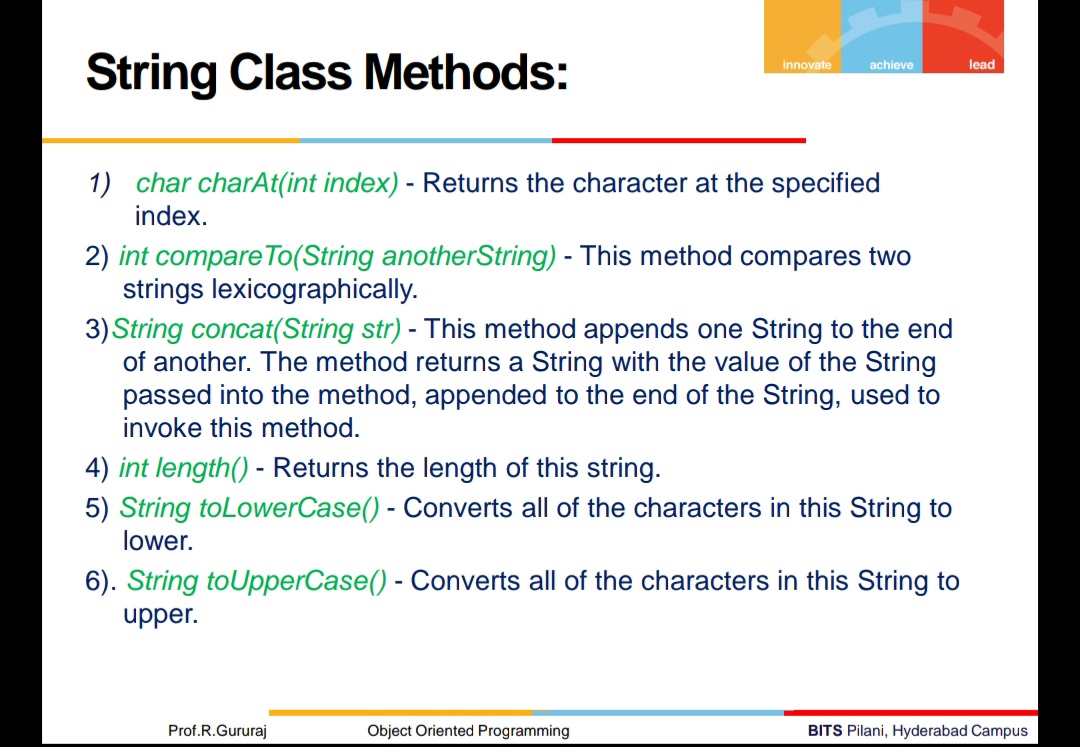 innovate achieve lead
String Class Methods:
1) char charAt(int index) - Returns the character at the specified
index.
2) int compareTo(String anotherString) - This method compares two
strings lexicographically.
3)String concat(String str) - This method appends one String to the end
of another. The method returns a String with the value of the String
passed into the method, appended to the end of the String, used to
invoke this method.
4) int length() - Returns the length of this string.
5) String toLowerCase() - Converts all of the characters in this String to
lower.
6). String toUpperCase() - Converts all of the characters in this String to
upper.
Prof.R.Gururaj Object Oriented Programming BITS Pilani, Hyderabad Campus